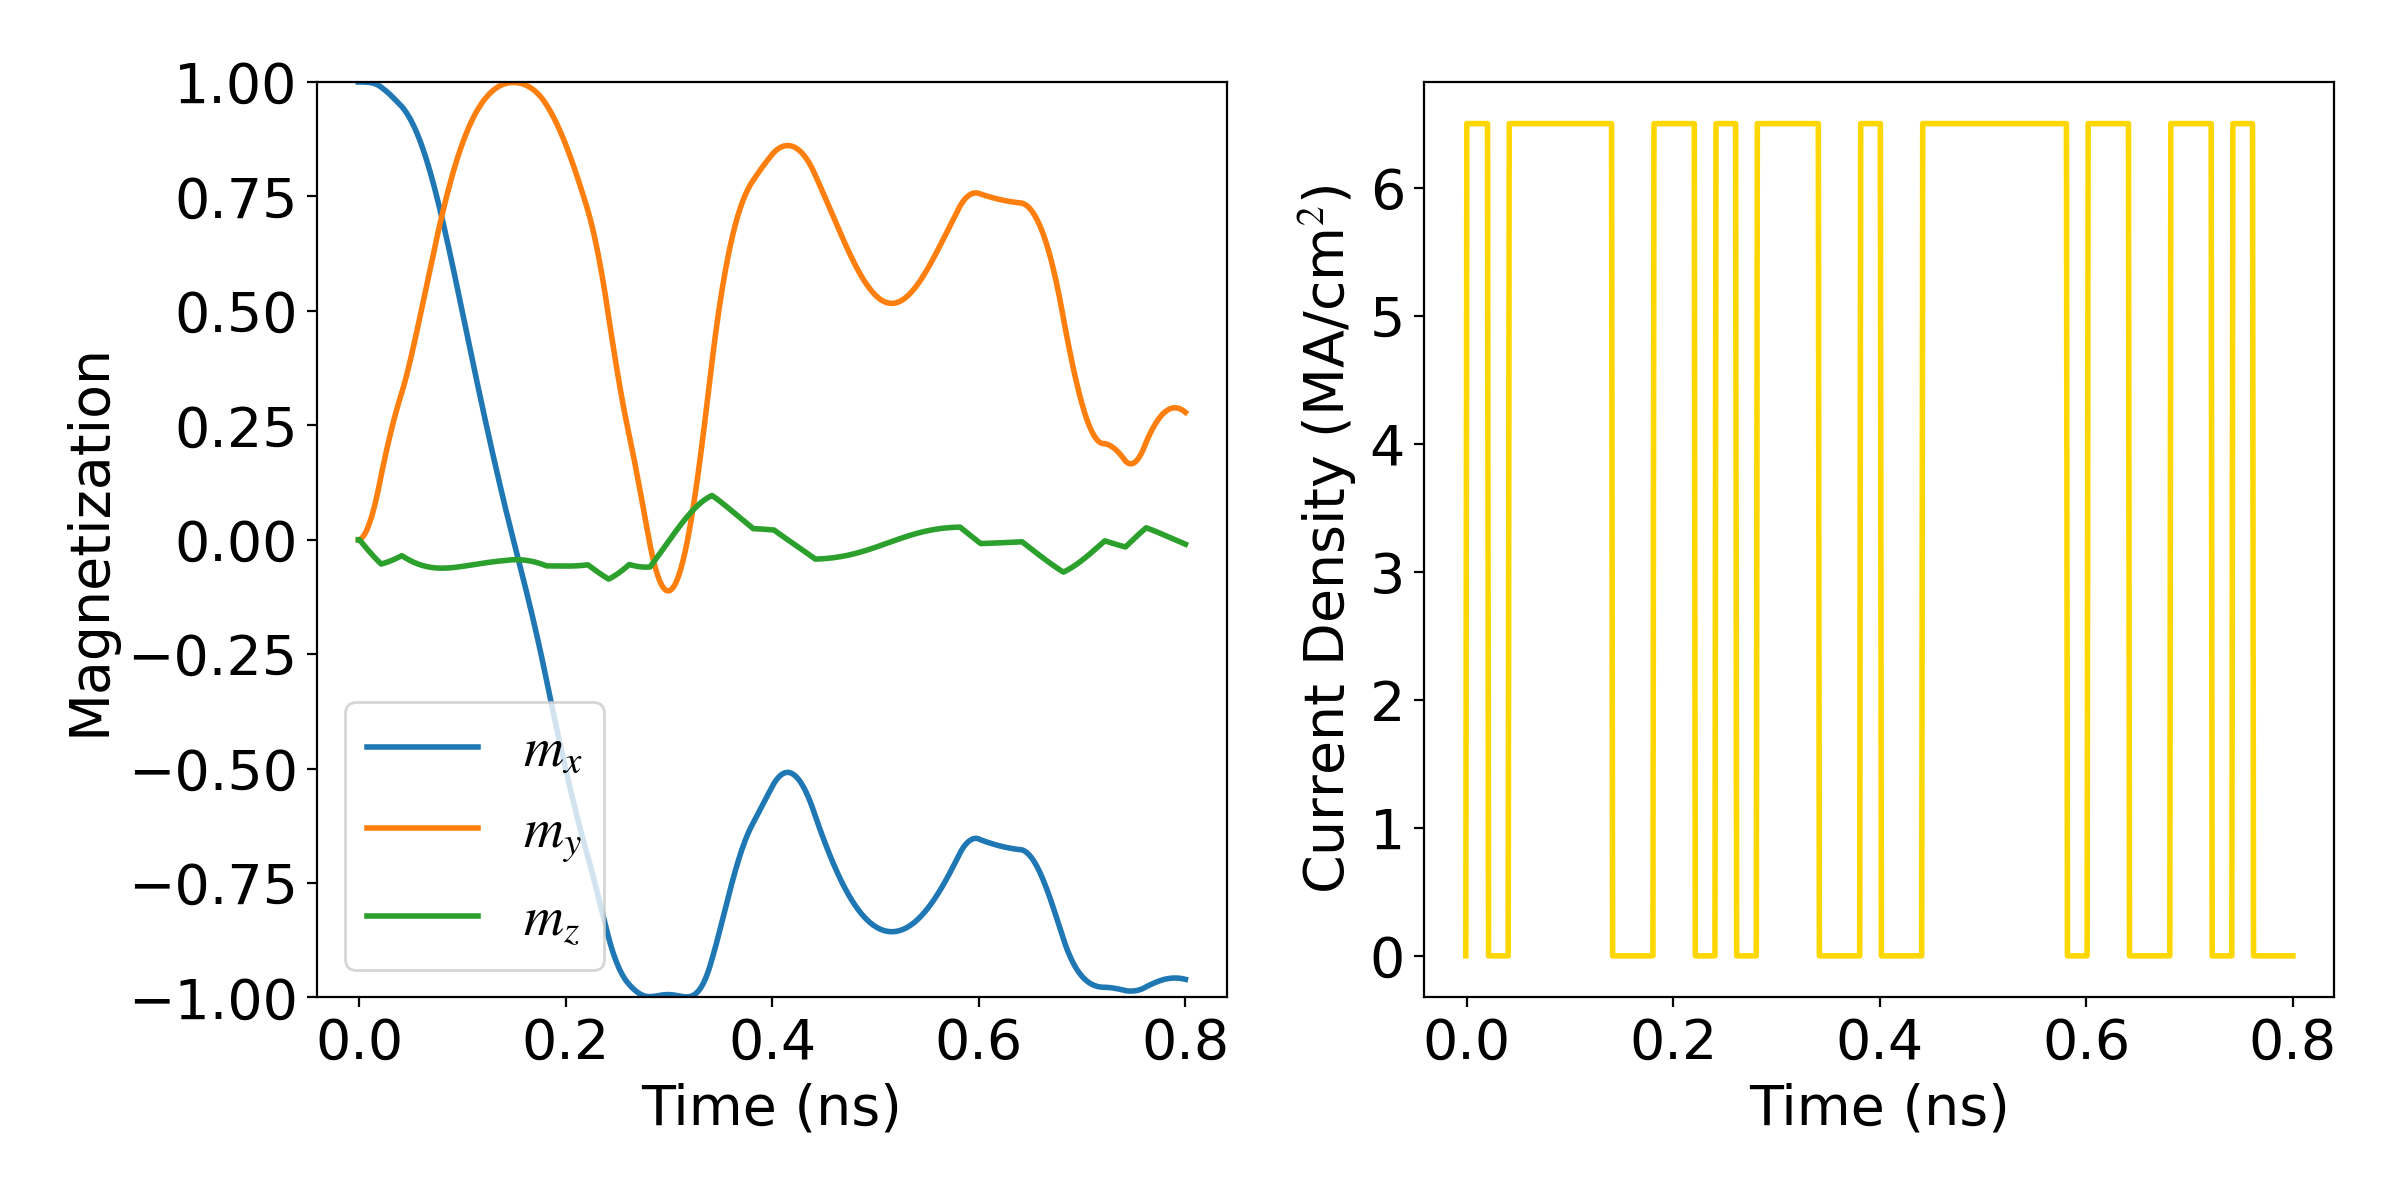 1.00
0.75
0.50
0.25
0.00
−0.25
−0.50
−0.75
−1.00
Magnetization
m_x
m_y
m_z
0.0 0.2 0.4 0.6 0.8
Time (ns)
6
5
4
3
2
1
0
Current Density (MA/cm²)
0.0 0.2 0.4 0.6 0.8
Time (ns)